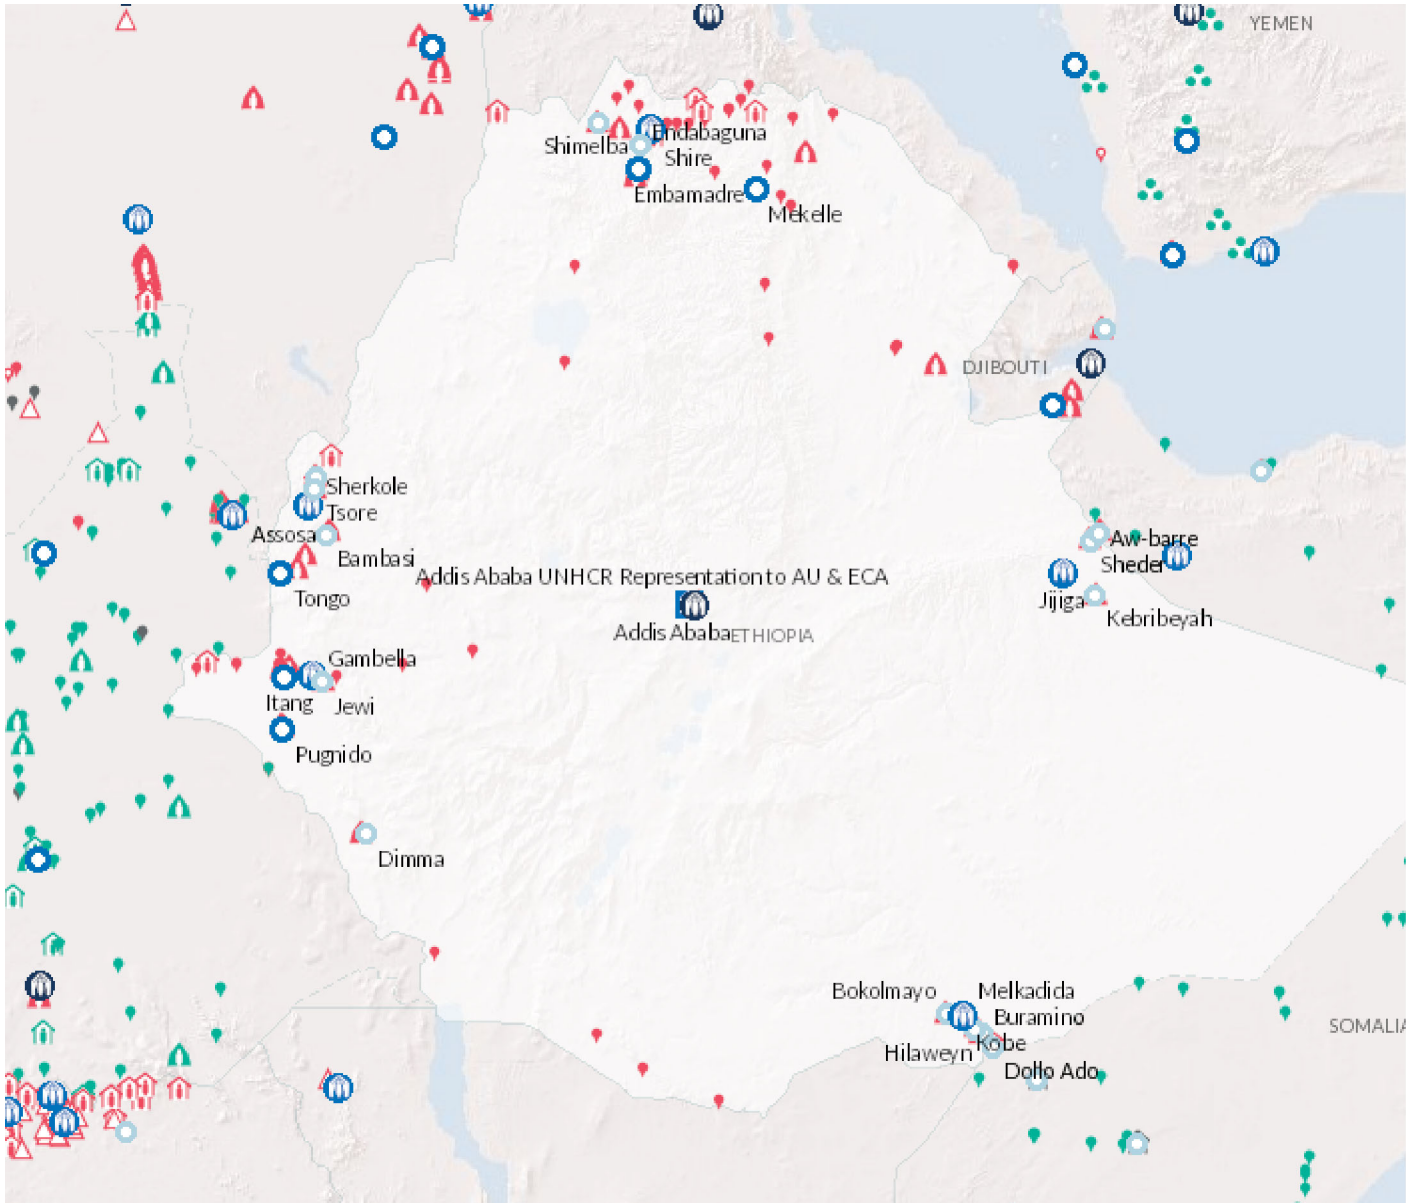 YEMEN
Endabaguna
Shimelba
Shire
Embamadre
Mekelle
DJIBOUTI
Sherkole
Tsore
Assosa
Aw-barre
Bambasi
Sheder
Addis Ababa UNHCR Representation to AU & ECA
Tongo
Jijiga
Kebribeyah
Addis Ababa
ETHIOPIA
Gambella
Itang
Jewi
Pugnido
Dimma
Bokolmayo
Melkadida
Buramino
SOMALIA
Kobe
Hilaweyn
Dollo Ado